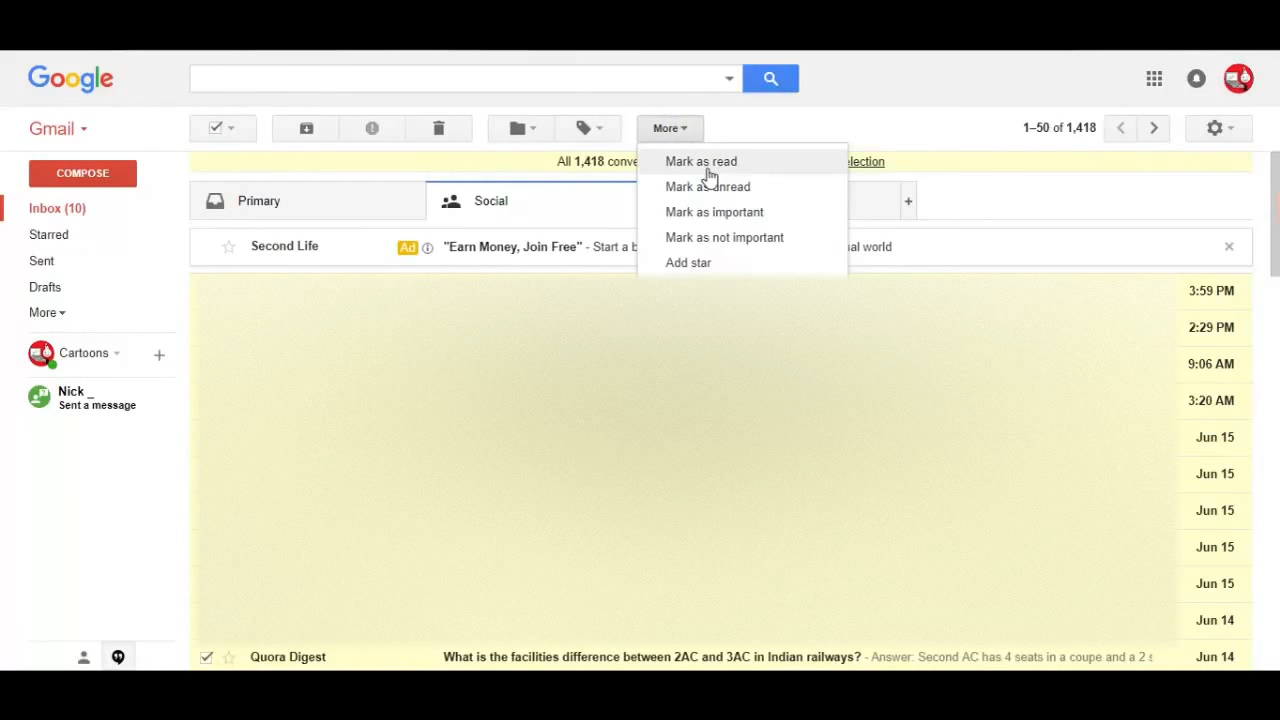 Google
Gmail
More
1–50 of 1,418
COMPOSE
Inbox (10)
Starred
Sent
Drafts
More
Cartoons
+
Nick _
Sent a message
All 1,418
Mark as read
Mark as unread
Mark as important
Mark as not important
Add star
Primary
Social
+
Second Life
Ad
"Earn Money, Join Free" - Start a
world
3:59 PM
2:29 PM
9:06 AM
3:20 AM
Jun 15
Jun 15
Jun 15
Jun 15
Jun 15
Jun 14
Quora Digest
What is the facilities difference between 2AC and 3AC in Indian railways? - Answer: Second AC has 4 seats in a coupe and a 2
Jun 14